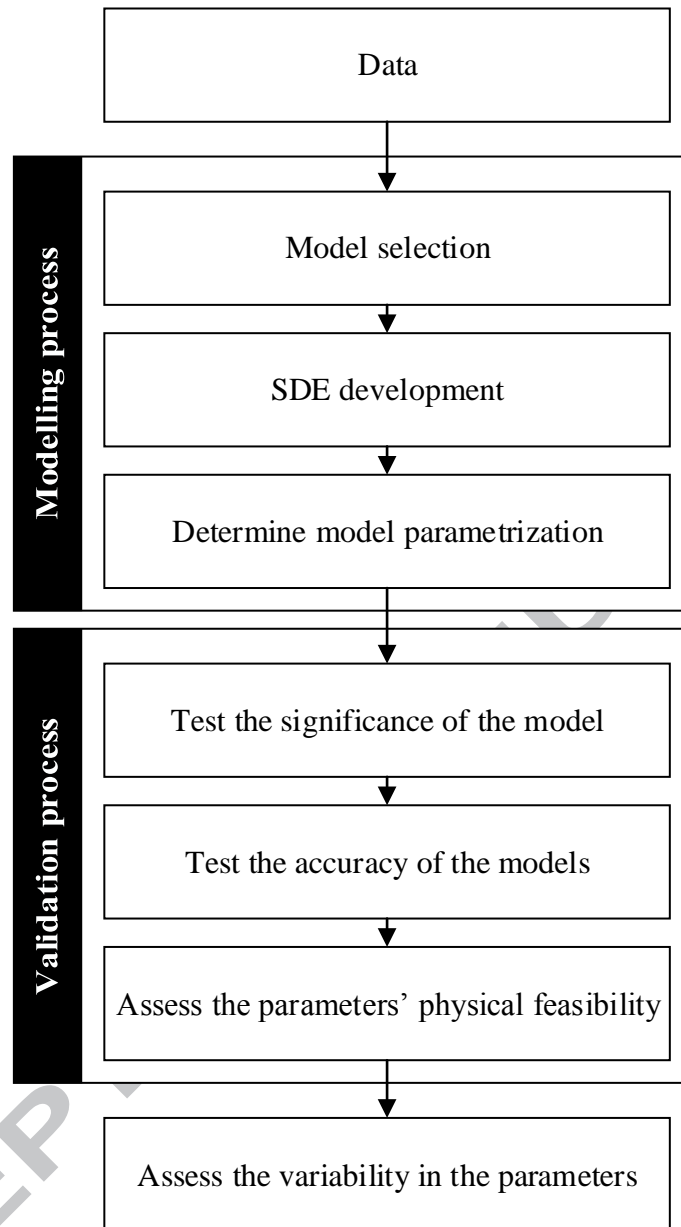 Data
Modelling process
Model selection
SDE development
Determine model parametrization
Validation process
Test the significance of the model
Test the accuracy of the models
Assess the parameters’ physical feasibility
Assess the variability in the parameters